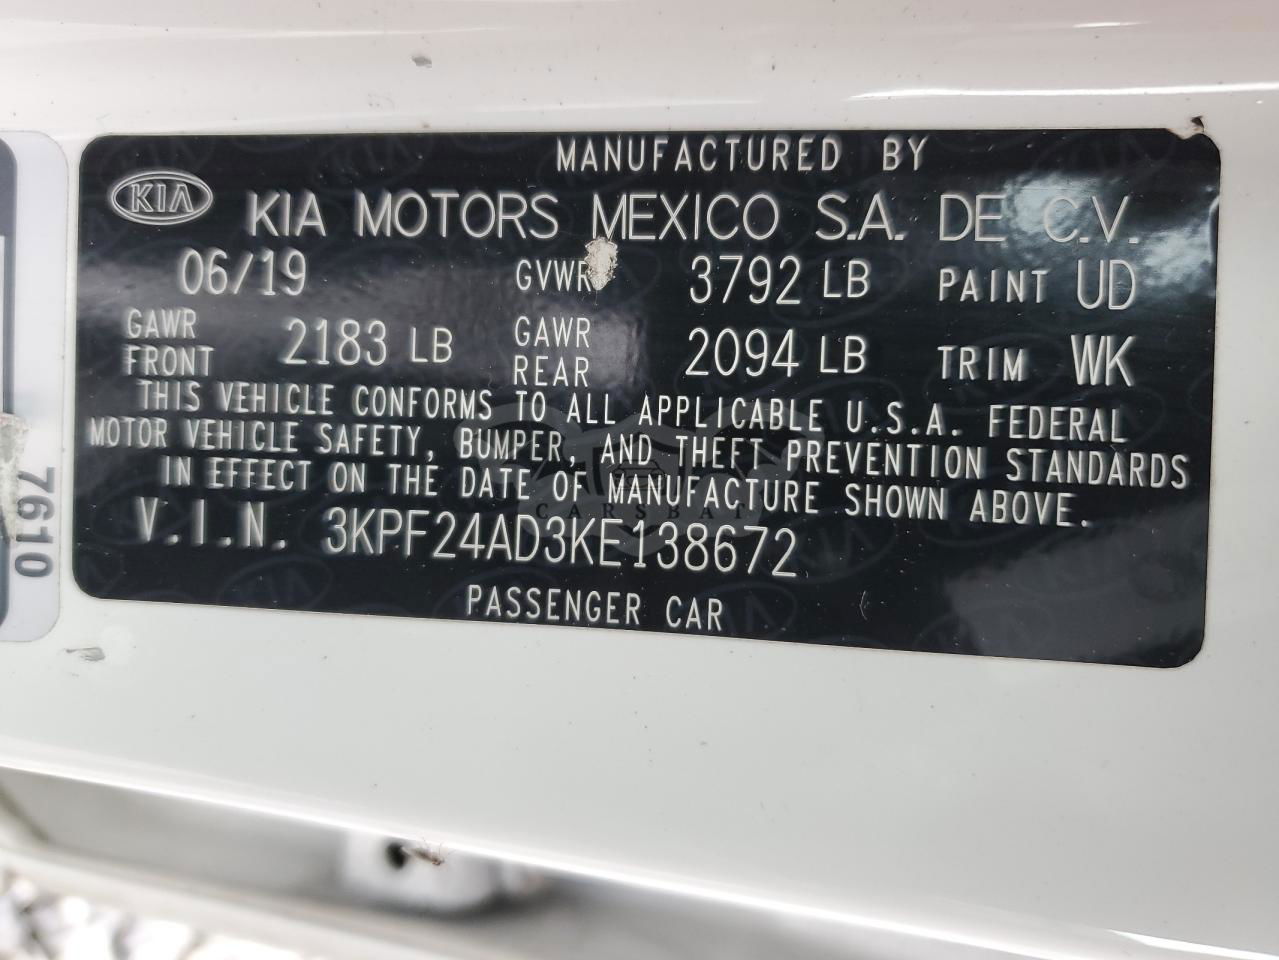 MANUFACTURED BY
KIA
KIA MOTORS MEXICO S.A. DE C.V.
06/19 GVWR 3792 LB PAINT UD
GAWR FRONT 2183 LB GAWR REAR 2094 LB TRIM WK
THIS VEHICLE CONFORMS TO ALL APPLICABLE U.S.A. FEDERAL
MOTOR VEHICLE SAFETY, BUMPER, AND THEFT PREVENTION STANDARDS
IN EFFECT ON THE DATE OF MANUFACTURE SHOWN ABOVE.
V.I.N. 3KPF24AD3KE138672
PASSENGER CAR
7610
CARSBAT